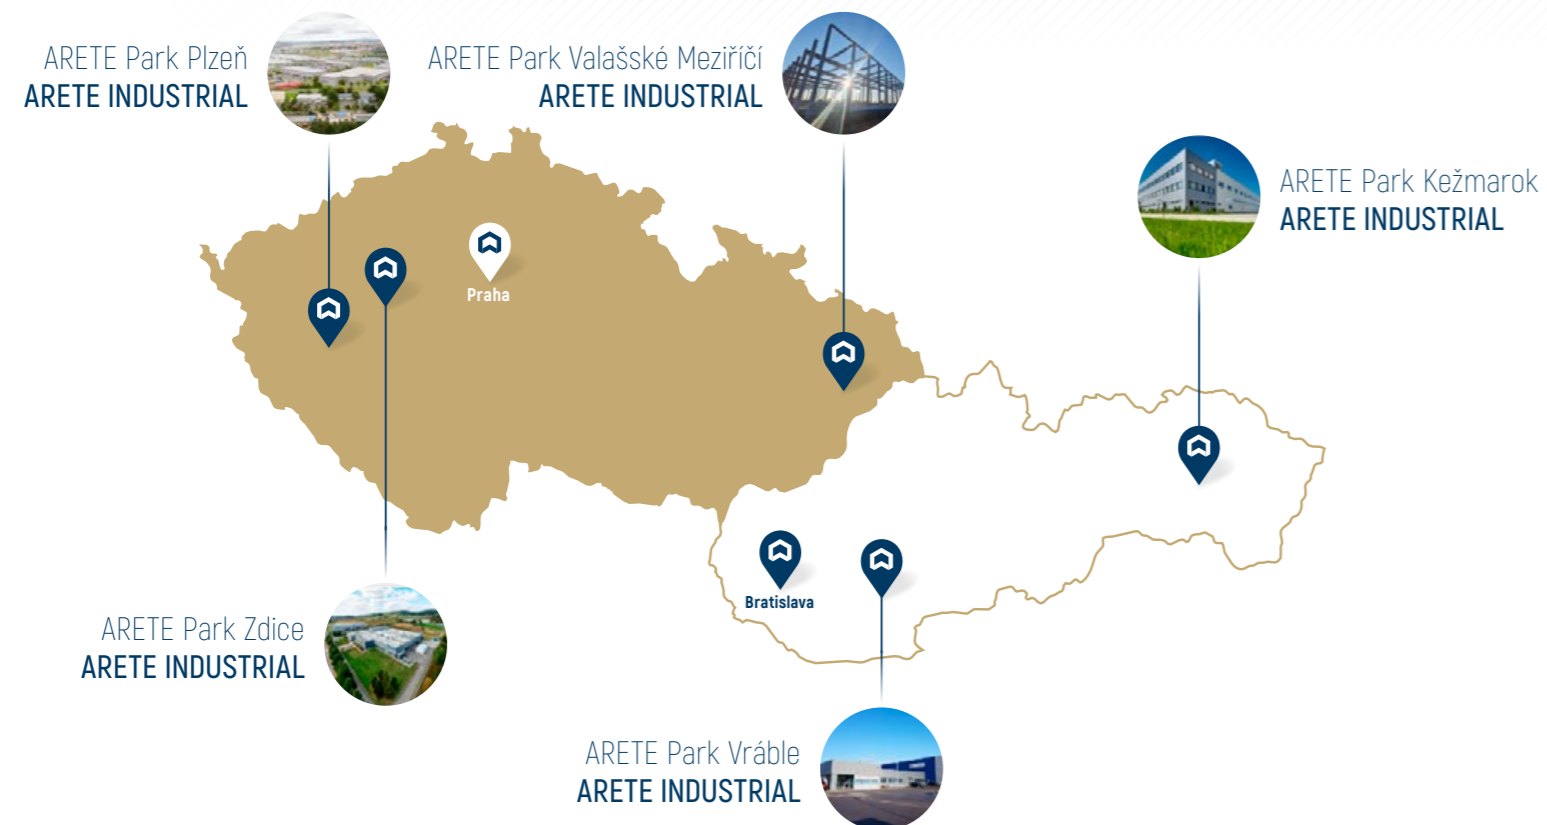 ARETE Park Plzeň
ARETE INDUSTRIAL
ARETE Park Valašské Meziříčí
ARETE INDUSTRIAL
ARETE Park Kežmarok
ARETE INDUSTRIAL
Praha
Bratislava
ARETE Park Zdice
ARETE INDUSTRIAL
ARETE Park Vráble
ARETE INDUSTRIAL